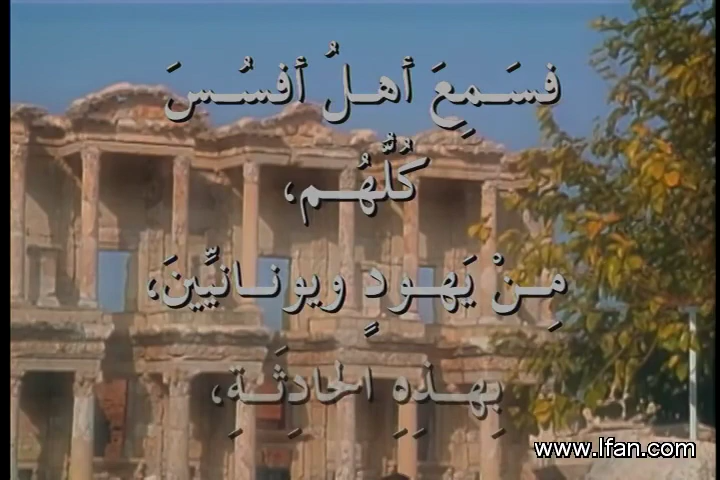 فسَمِعَ أهلُ أفسُسَ
كُلُّهُم،
مِنْ يَهودٍ ويونانيِّينَ،
بِهذِهِ الحادِثَةِ،
www.lfan.com